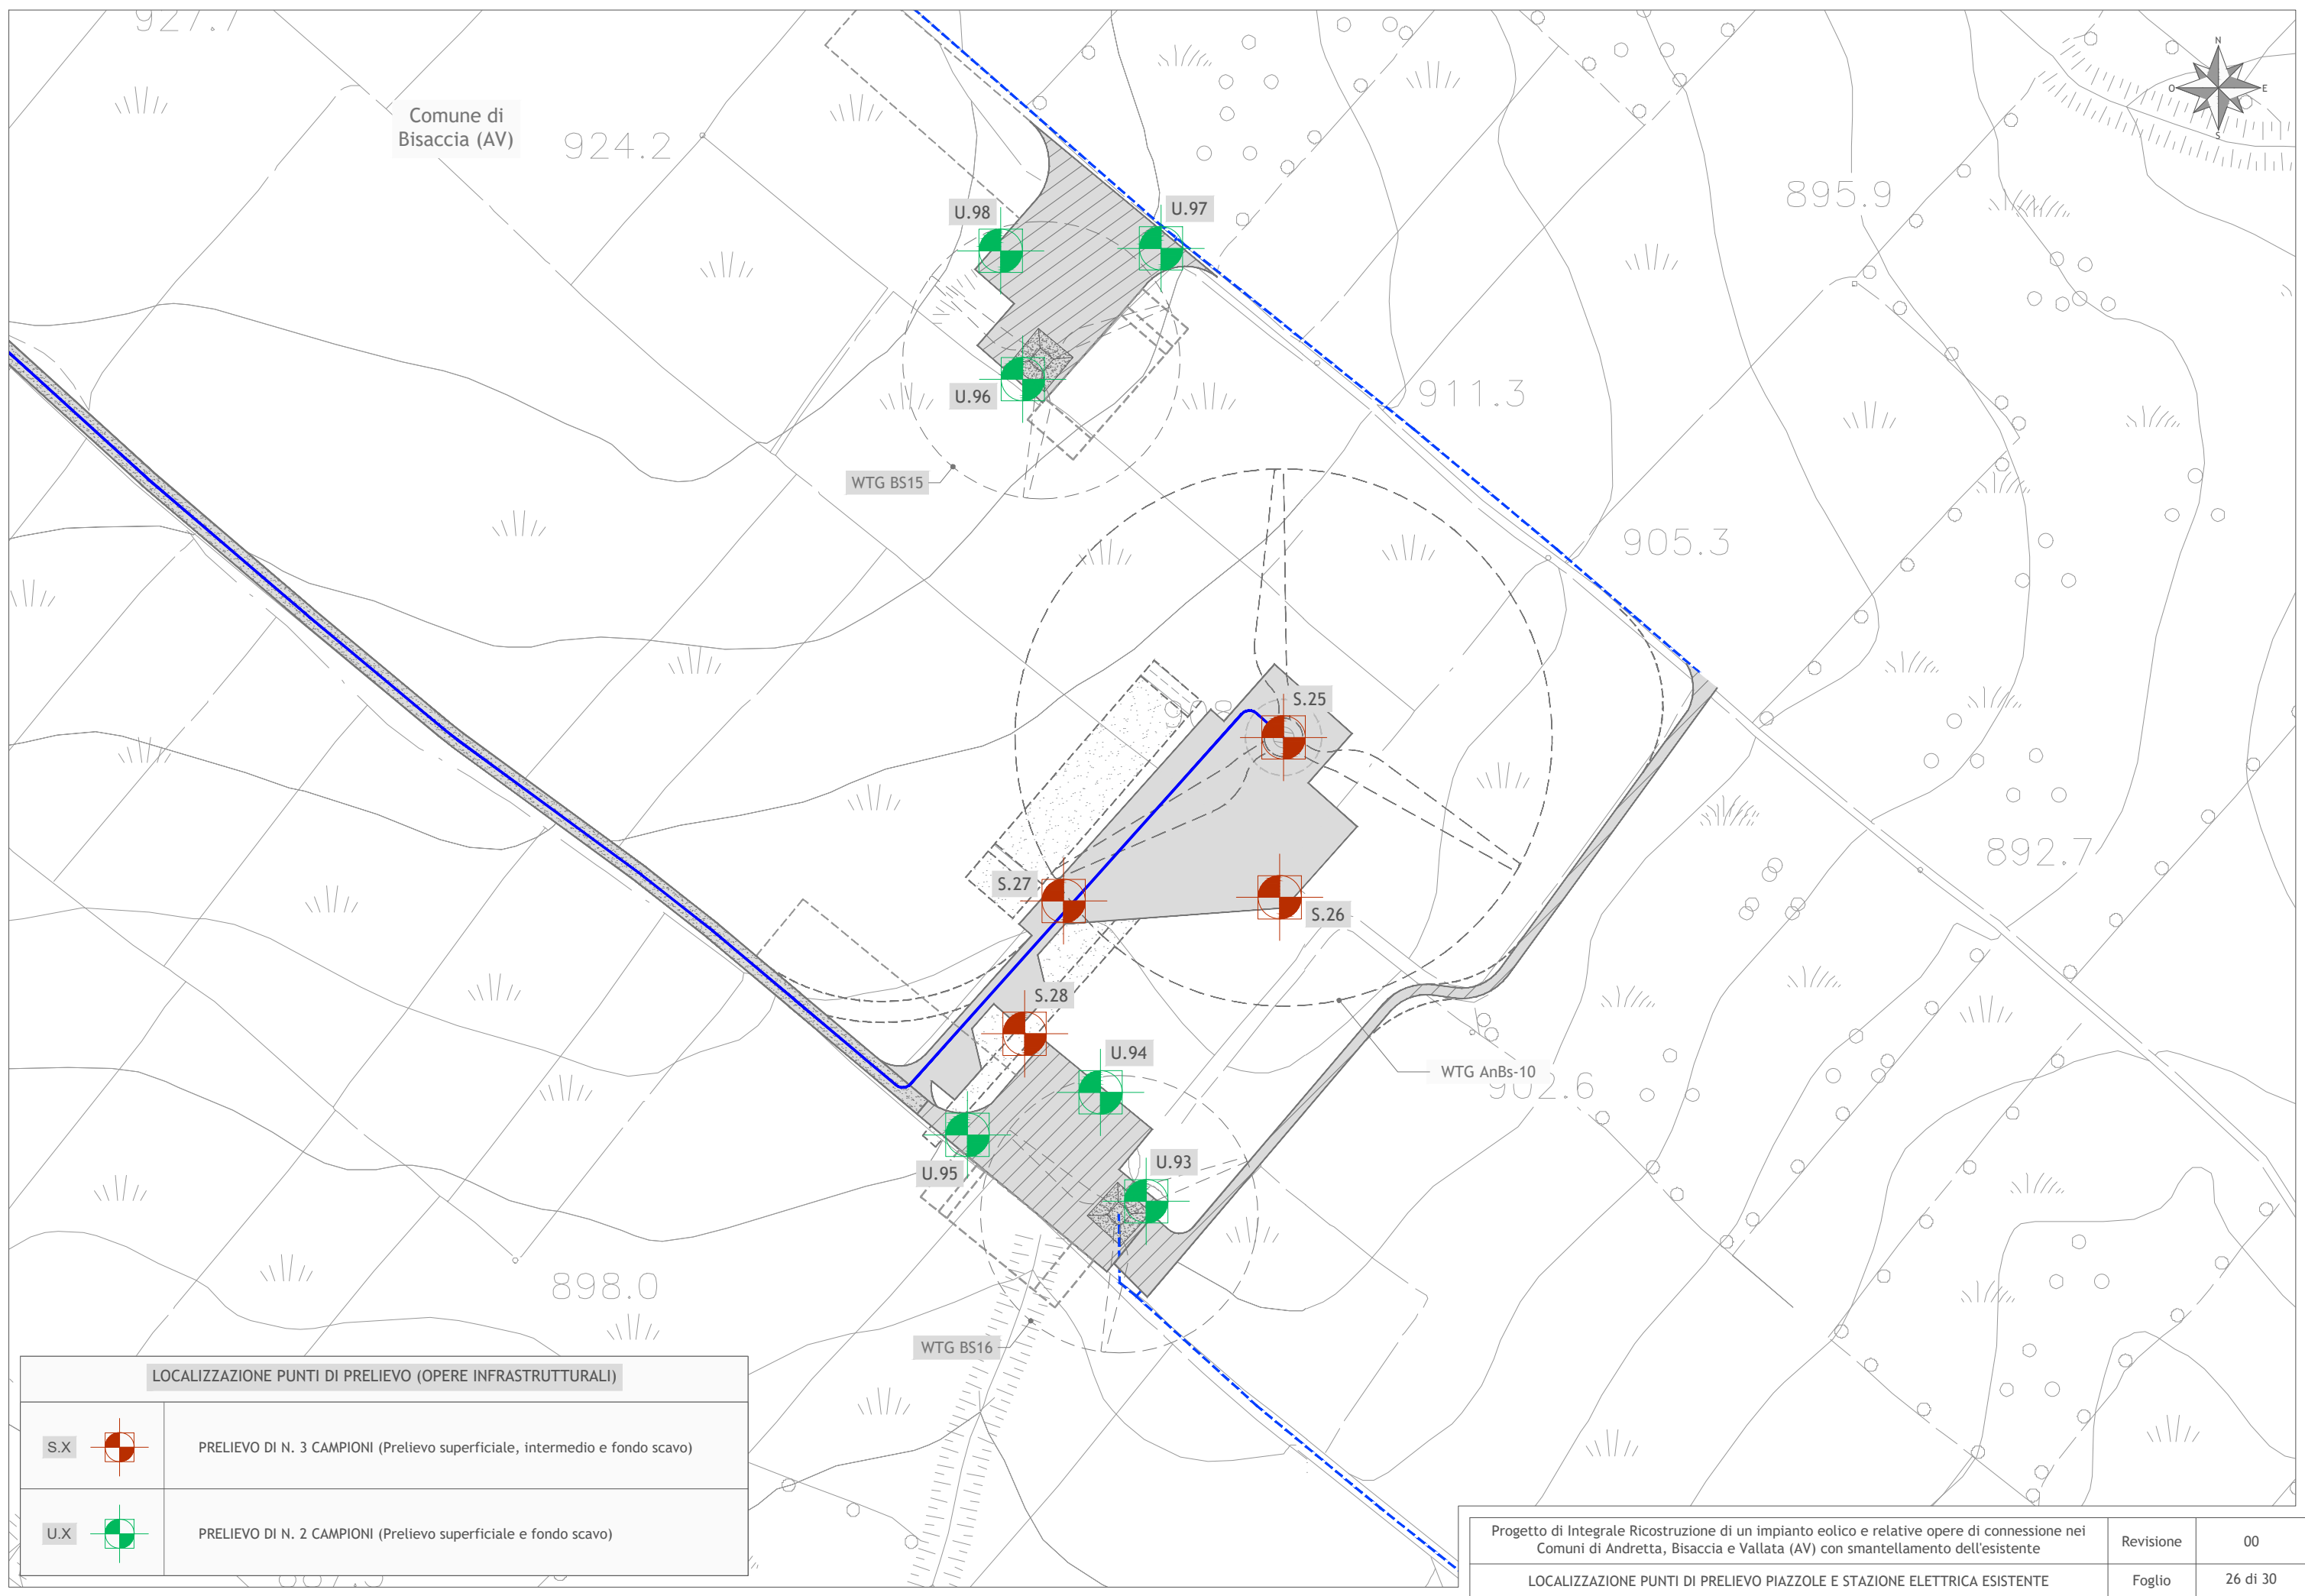 927.7
N
O
E
S
Comune di
Bisaccia (AV)
924.2
895.9
U.98
U.97
911.3
U.96
WTG BS15
905.3
S.25
892.7
S.27
S.26
S.28
U.94
WTG AnBs-10
902.6
U.95
U.93
898.0
WTG BS16
LOCALIZZAZIONE PUNTI DI PRELIEVO (OPERE INFRASTRUTTURALI)
S.X
PRELIEVO DI N. 3 CAMPIONI (Prelievo superficiale, intermedio e fondo scavo)
U.X
PRELIEVO DI N. 2 CAMPIONI (Prelievo superficiale e fondo scavo)
Progetto di Integrale Ricostruzione di un impianto eolico e relative opere di connessione nei
Comuni di Andretta, Bisaccia e Vallata (AV) con smantellamento dell'esistente
Revisione
00
LOCALIZZAZIONE PUNTI DI PRELIEVO PIAZZOLE E STAZIONE ELETTRICA ESISTENTE
Foglio
26 di 30